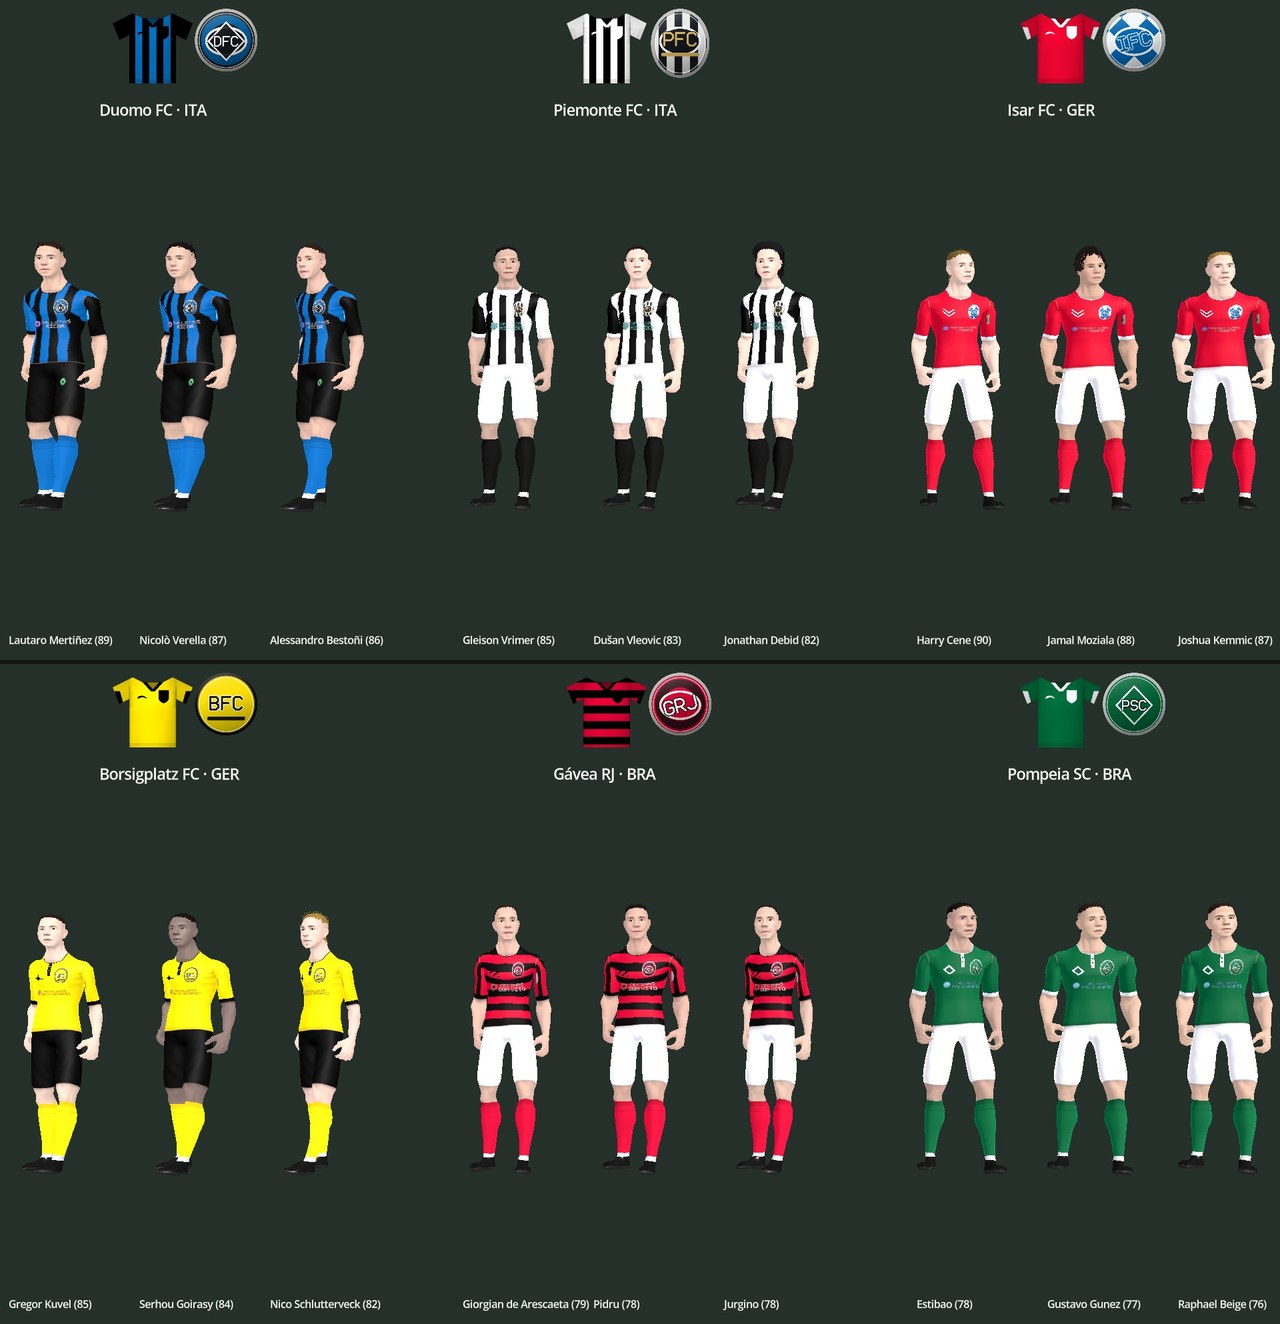 DFC
PFC
IFC
Duomo FC · ITA
Piemonte FC · ITA
Isar FC · GER
Lautaro Mertiñez (89)
Nicolò Verella (87)
Alessandro Bestoñi (86)
Gleison Vrimer (85)
Dušan Vleovic (83)
Jonathan Debid (82)
Harry Cene (90)
Jamal Moziala (88)
Joshua Kemmic (87)
BFC
GRJ
PSC
Borsigplatz FC · GER
Gávea RJ · BRA
Pompeia SC · BRA
Gregor Kuvel (85)
Serhou Goirasy (84)
Nico Schlutterveck (82)
Giorgian de Arescaeta (79)
Pidru (78)
Jurgino (78)
Estibao (78)
Gustavo Gunez (77)
Raphael Beige (76)